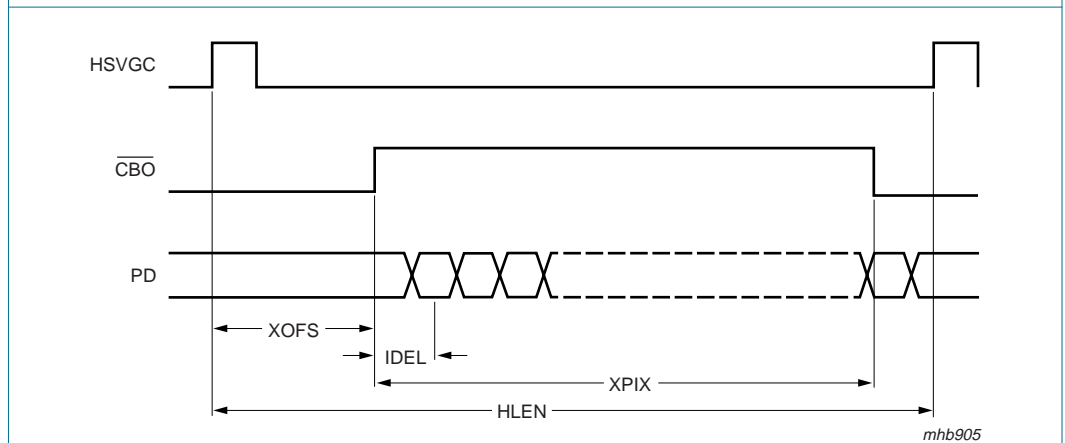 HSVGC
CBO
PD
XOFS
IDEL
XPIX
HLEN
mhb905